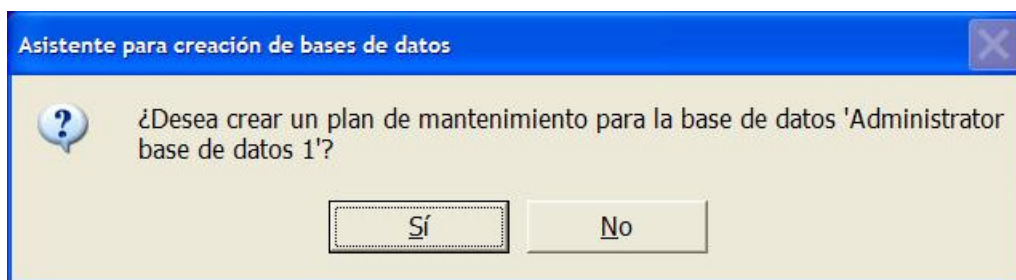 Asistente para creación de bases de datos
¿Desea crear un plan de mantenimiento para la base de datos 'Administrator
base de datos 1'?
Sí No